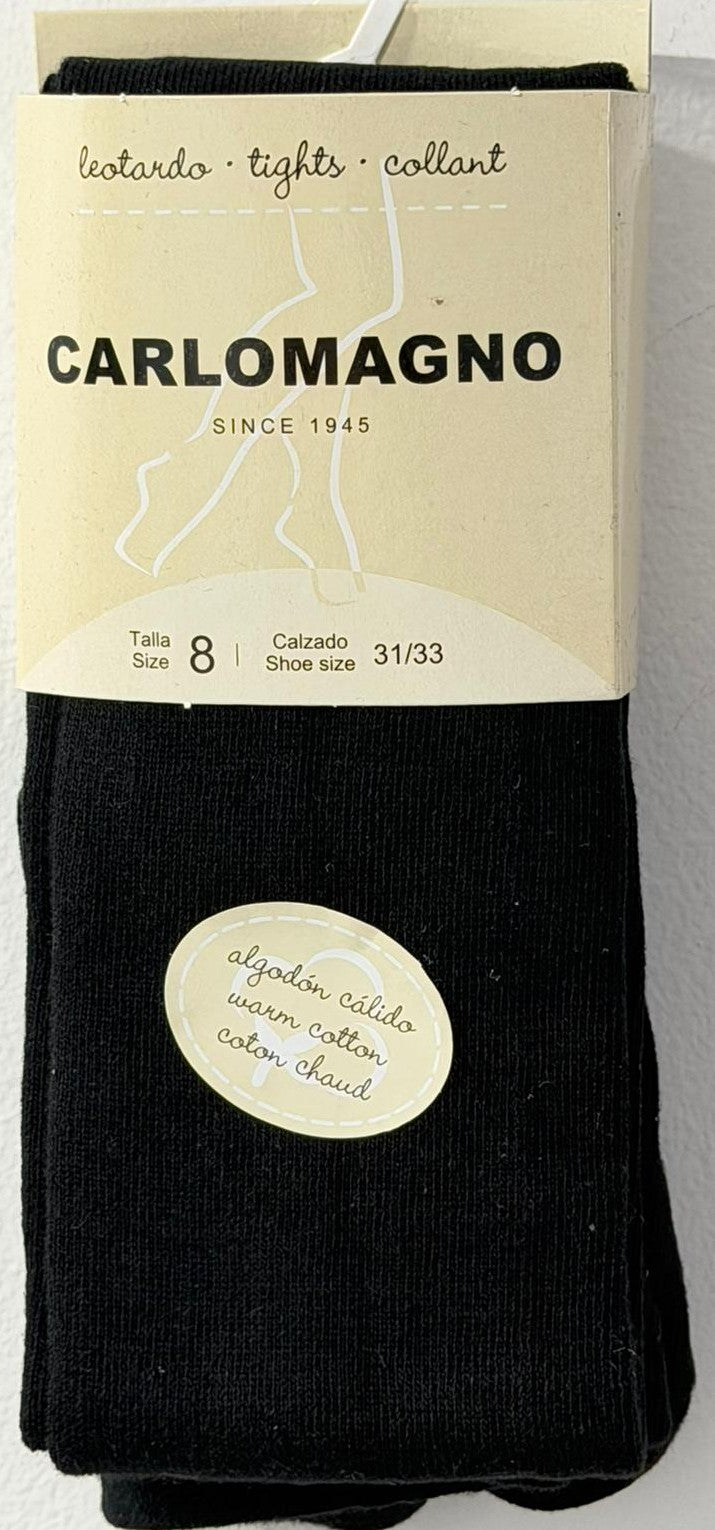 leotardo · tights · collant
CARLOMAGNO
SINCE 1945
Talla
Size
8
Calzado
Shoe size
31/33
algodón cálido
warm cotton
coton chaud